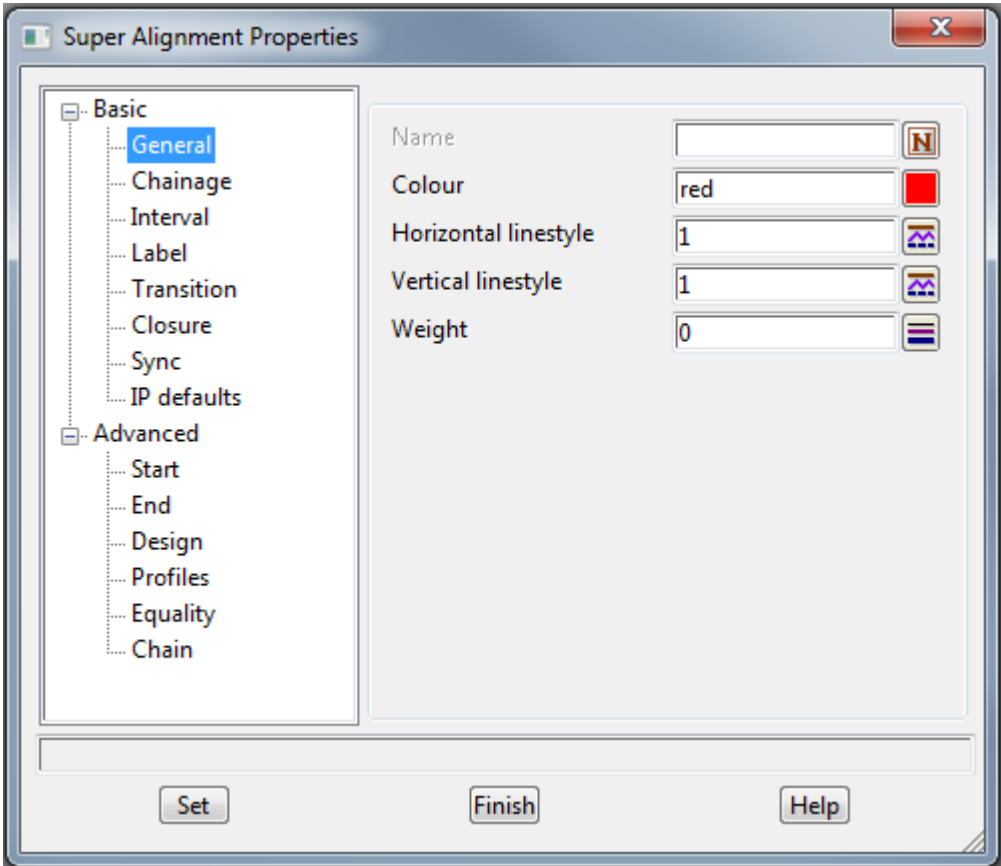 Super Alignment Properties
Basic
General
Chainage
Interval
Label
Transition
Closure
Sync
IP defaults
Advanced
Start
End
Design
Profiles
Equality
Chain
Name N
Colour red
Horizontal linestyle 1
Vertical linestyle 1
Weight 0
Set Finish Help